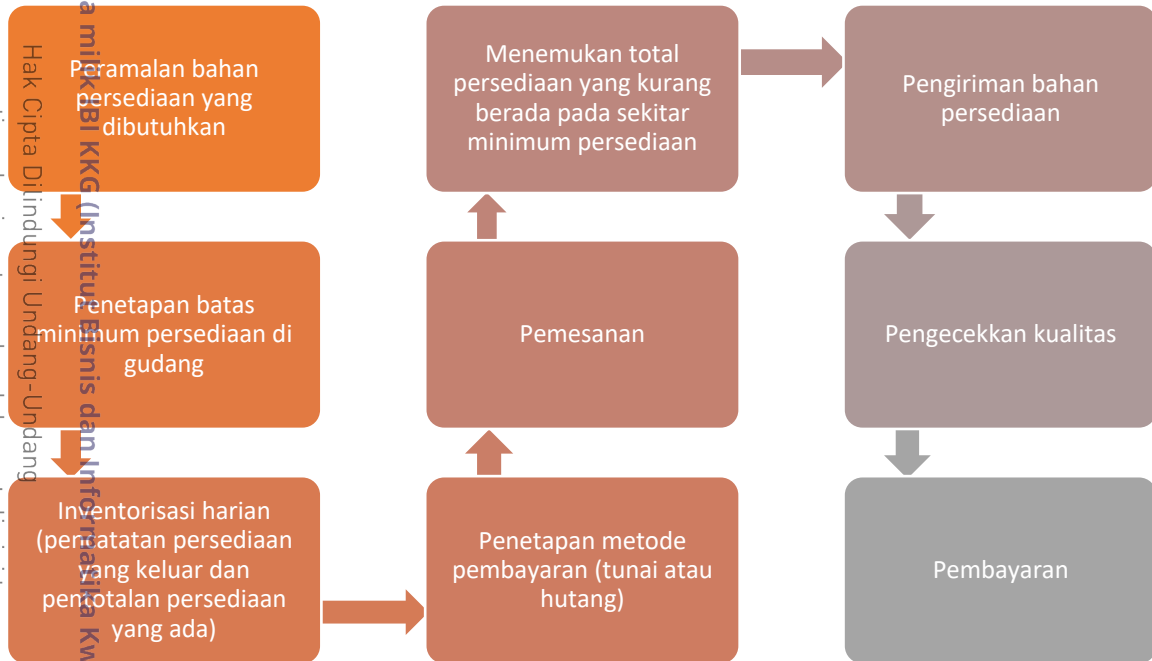 Peramalan bahan
persediaan yang
dibutuhkan
Penetapan batas
minimum persediaan di
gudang
Inventorisasi harian
(pencatatan persediaan
yang keluar dan
pentotalan persediaan
yang ada)
Penetapan metode
pembayaran (tunai atau
hutang)
Pemesanan
Menemukan total
persediaan yang kurang
berada pada sekitar
minimum persediaan
Pengiriman bahan
persediaan
Pengecekkan kualitas
Pembayaran
Hak Cipta Dilindungi Undang-Undang
a milik IBI KKG (Institut Bisnis dan Informatika Kw